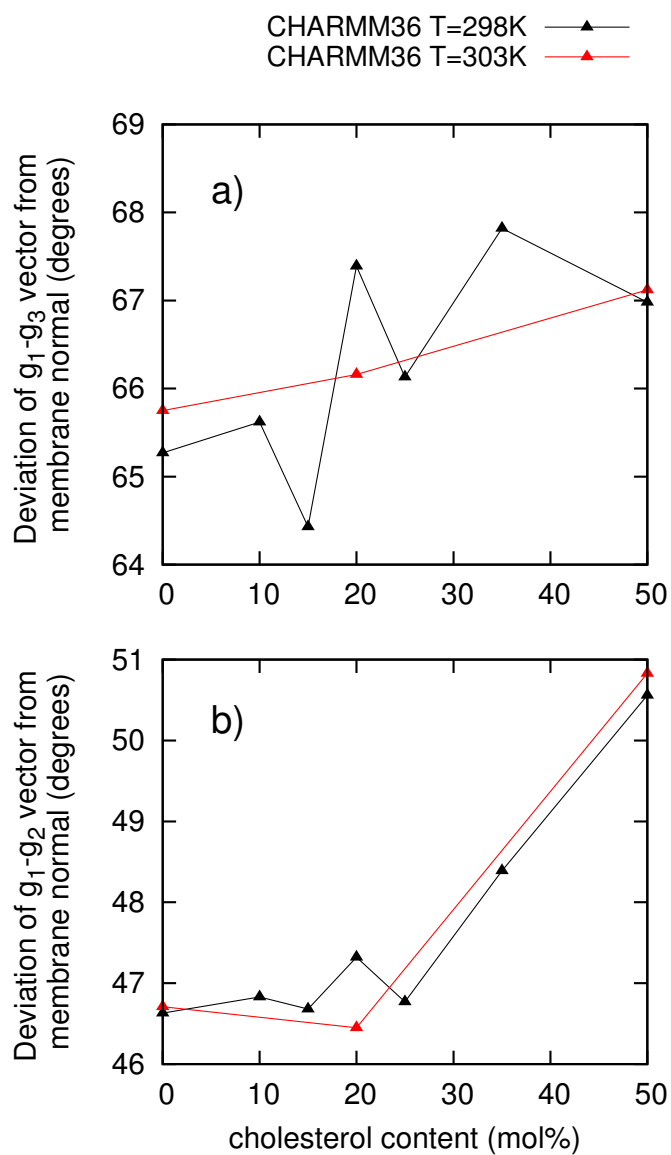 CHARMM36 T=298K
CHARMM36 T=303K
a)
Deviation of g₁-g₃ vector from
membrane normal (degrees)
69
68
67
66
65
64
0 10 20 30 40 50
b)
Deviation of g₁-g₂ vector from
membrane normal (degrees)
51
50
49
48
47
46
0 10 20 30 40 50
cholesterol content (mol%)